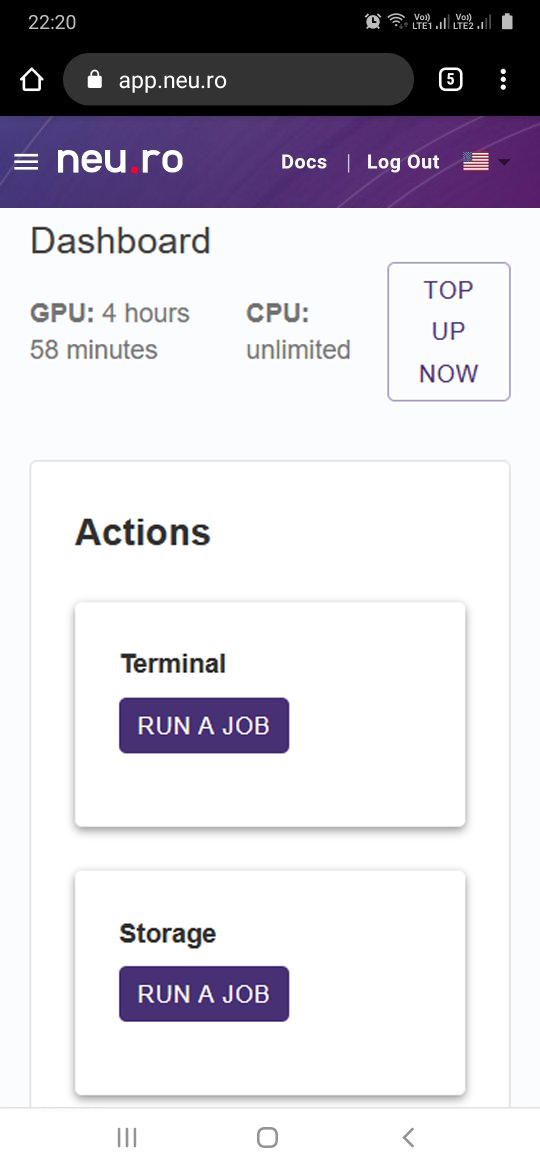 22:20
Vo)) LTE1 Vo)) LTE2
app.neu.ro
5
neu.ro
Docs | Log Out
Dashboard
GPU: 4 hours
58 minutes
CPU:
unlimited
TOP
UP
NOW
Actions
Terminal
RUN A JOB
Storage
RUN A JOB